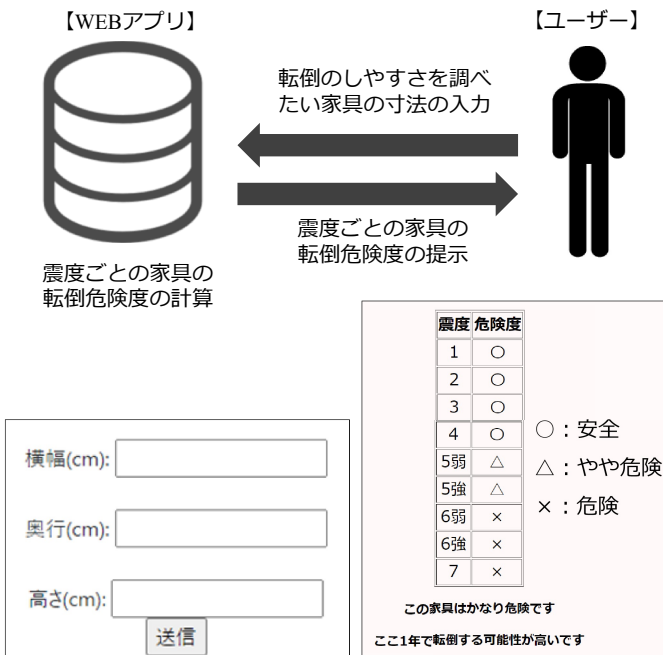 【WEBアプリ】
【ユーザー】
転倒のしやすさを調べ
たい家具の寸法の入力
震度ごとの家具の
転倒危険度の提示
震度ごとの家具の
転倒危険度の計算
横幅(cm):
奥行(cm):
高さ(cm):
送信
震度 危険度
1 ○
2 ○
3 ○
4 ○
5弱 △
5強 △
6弱 ×
6強 ×
7 ×
○：安全
△：やや危険
×：危険
この家具はかなり危険です
ここ1年で転倒する可能性が高いです